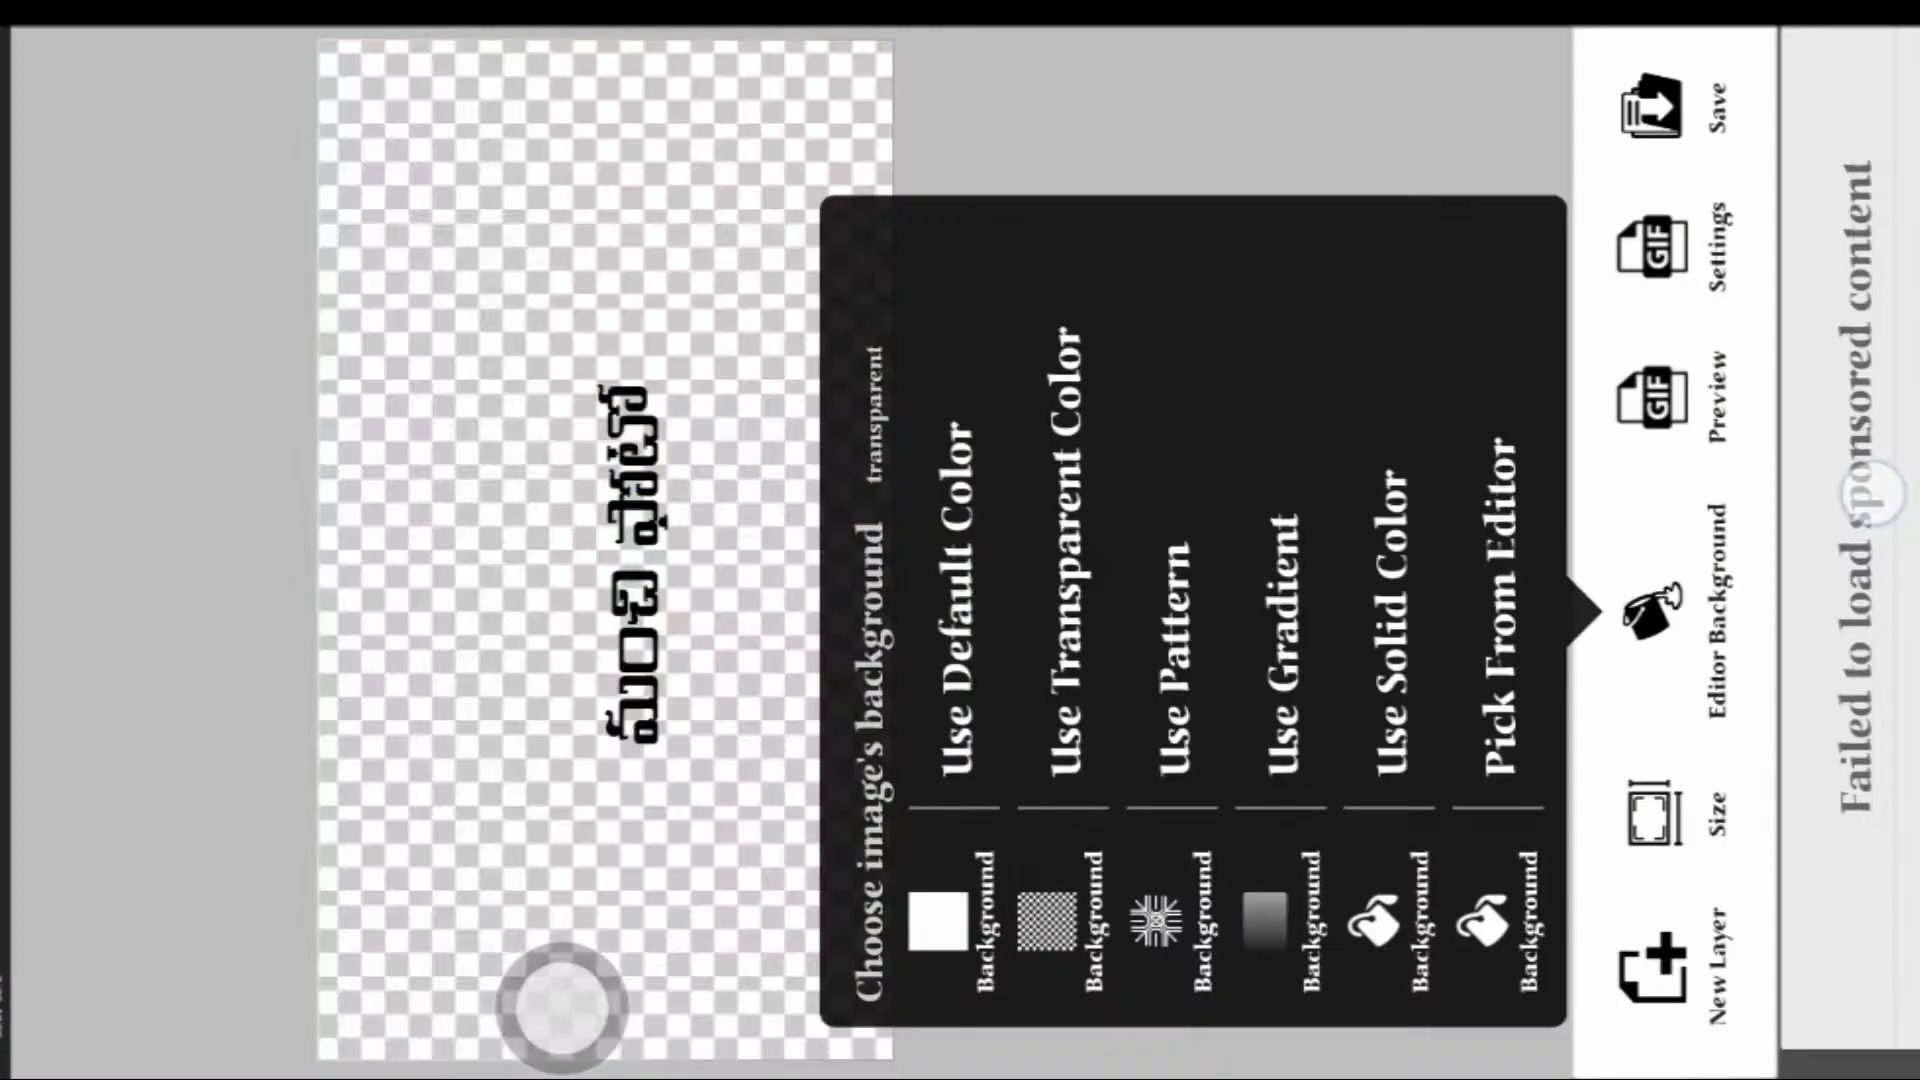 Choose image's background transparent
Background Use Default Color
Background Use Transparent Color
Background Use Pattern
Background Use Gradient
Background Use Solid Color
Background Pick From Editor
GIF GIF
New Layer Size Editor Background Preview Settings Save
Failed to load sponsored content